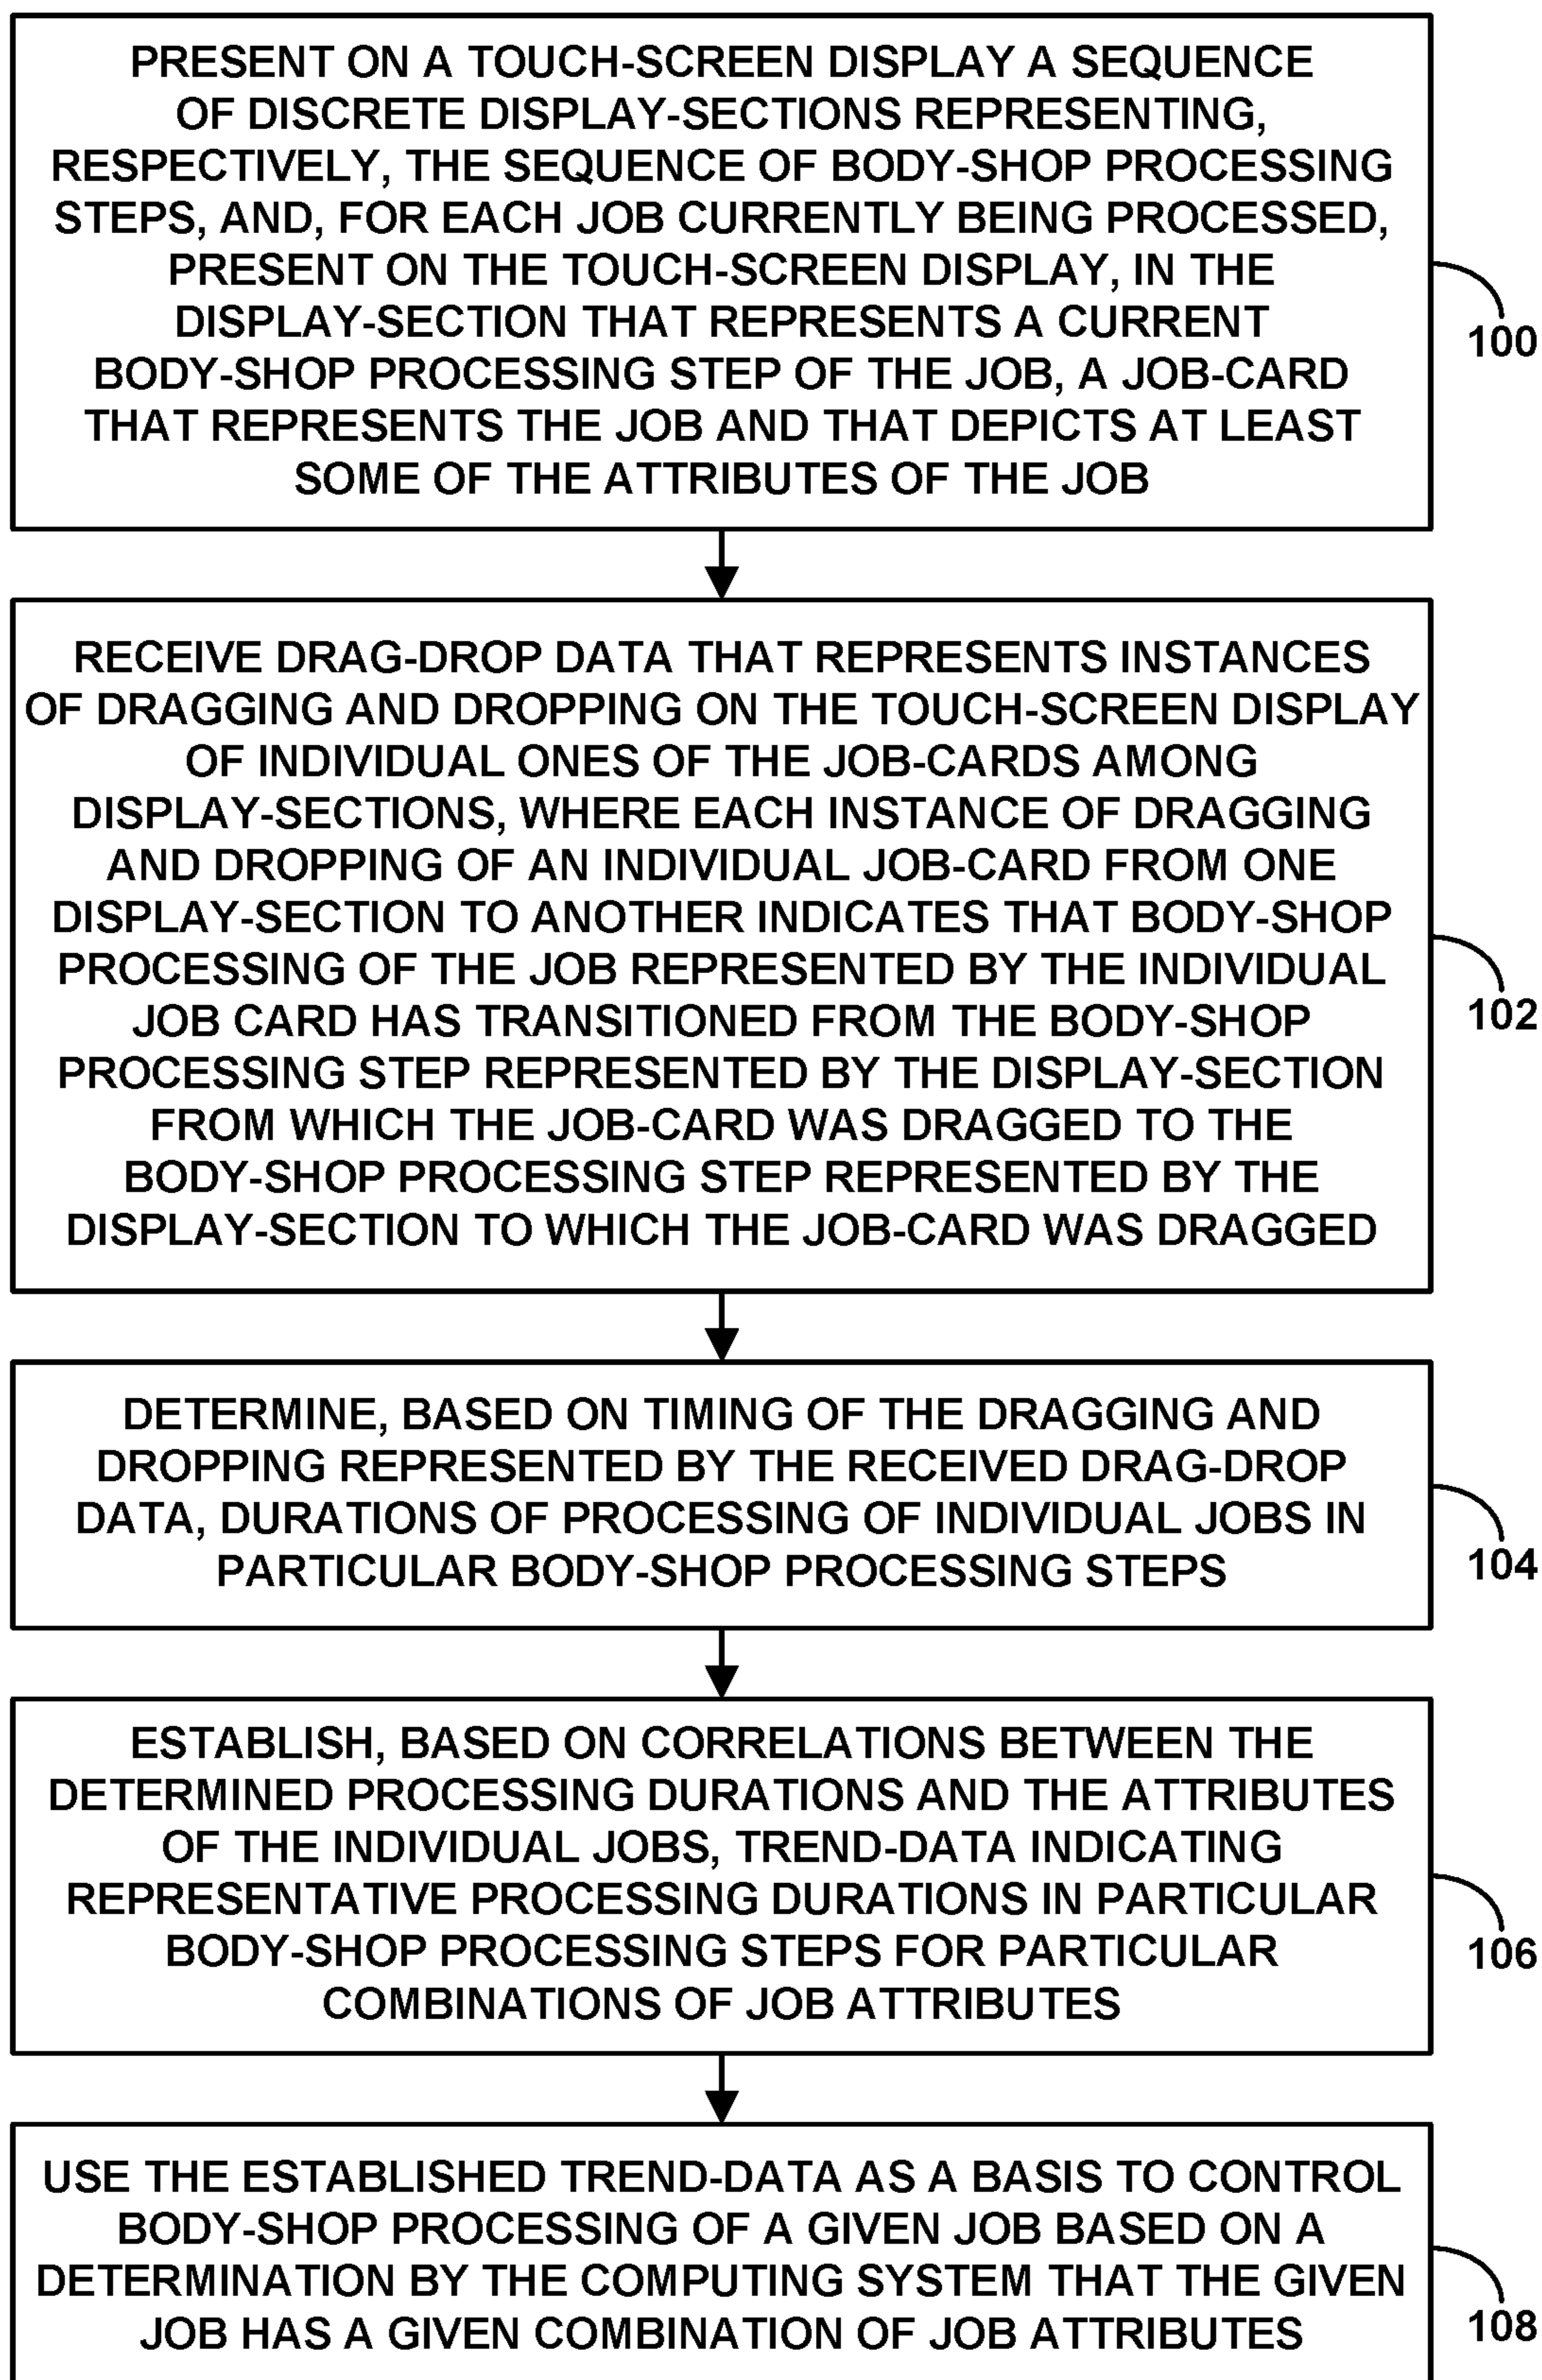 PRESENT ON A TOUCH-SCREEN DISPLAY A SEQUENCE
OF DISCRETE DISPLAY-SECTIONS REPRESENTING,
RESPECTIVELY, THE SEQUENCE OF BODY-SHOP PROCESSING
STEPS, AND, FOR EACH JOB CURRENTLY BEING PROCESSED,
PRESENT ON THE TOUCH-SCREEN DISPLAY, IN THE
DISPLAY-SECTION THAT REPRESENTS A CURRENT
BODY-SHOP PROCESSING STEP OF THE JOB, A JOB-CARD
THAT REPRESENTS THE JOB AND THAT DEPICTS AT LEAST
SOME OF THE ATTRIBUTES OF THE JOB
100
RECEIVE DRAG-DROP DATA THAT REPRESENTS INSTANCES
OF DRAGGING AND DROPPING ON THE TOUCH-SCREEN DISPLAY
OF INDIVIDUAL ONES OF THE JOB-CARDS AMONG
DISPLAY-SECTIONS, WHERE EACH INSTANCE OF DRAGGING
AND DROPPING OF AN INDIVIDUAL JOB-CARD FROM ONE
DISPLAY-SECTION TO ANOTHER INDICATES THAT BODY-SHOP
PROCESSING OF THE JOB REPRESENTED BY THE INDIVIDUAL
JOB CARD HAS TRANSITIONED FROM THE BODY-SHOP
PROCESSING STEP REPRESENTED BY THE DISPLAY-SECTION
FROM WHICH THE JOB-CARD WAS DRAGGED TO THE
BODY-SHOP PROCESSING STEP REPRESENTED BY THE
DISPLAY-SECTION TO WHICH THE JOB-CARD WAS DRAGGED
102
DETERMINE, BASED ON TIMING OF THE DRAGGING AND
DROPPING REPRESENTED BY THE RECEIVED DRAG-DROP
DATA, DURATIONS OF PROCESSING OF INDIVIDUAL JOBS IN
PARTICULAR BODY-SHOP PROCESSING STEPS
104
ESTABLISH, BASED ON CORRELATIONS BETWEEN THE
DETERMINED PROCESSING DURATIONS AND THE ATTRIBUTES
OF THE INDIVIDUAL JOBS, TREND-DATA INDICATING
REPRESENTATIVE PROCESSING DURATIONS IN PARTICULAR
BODY-SHOP PROCESSING STEPS FOR PARTICULAR
COMBINATIONS OF JOB ATTRIBUTES
106
USE THE ESTABLISHED TREND-DATA AS A BASIS TO CONTROL
BODY-SHOP PROCESSING OF A GIVEN JOB BASED ON A
DETERMINATION BY THE COMPUTING SYSTEM THAT THE GIVEN
JOB HAS A GIVEN COMBINATION OF JOB ATTRIBUTES
108